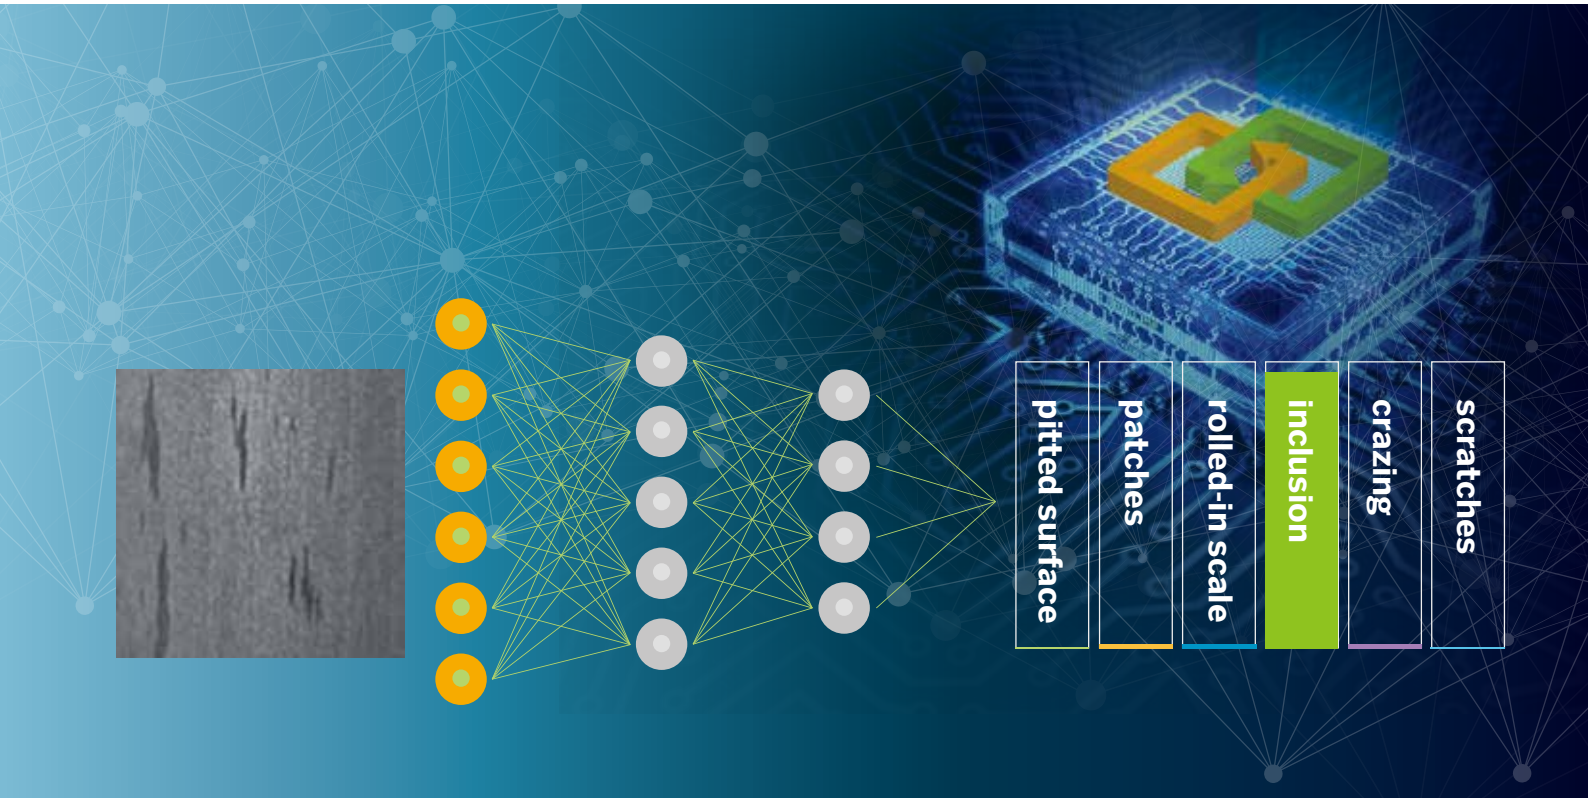 pitted surface
patches
rolled-in scale
inclusion
crazing
scratches